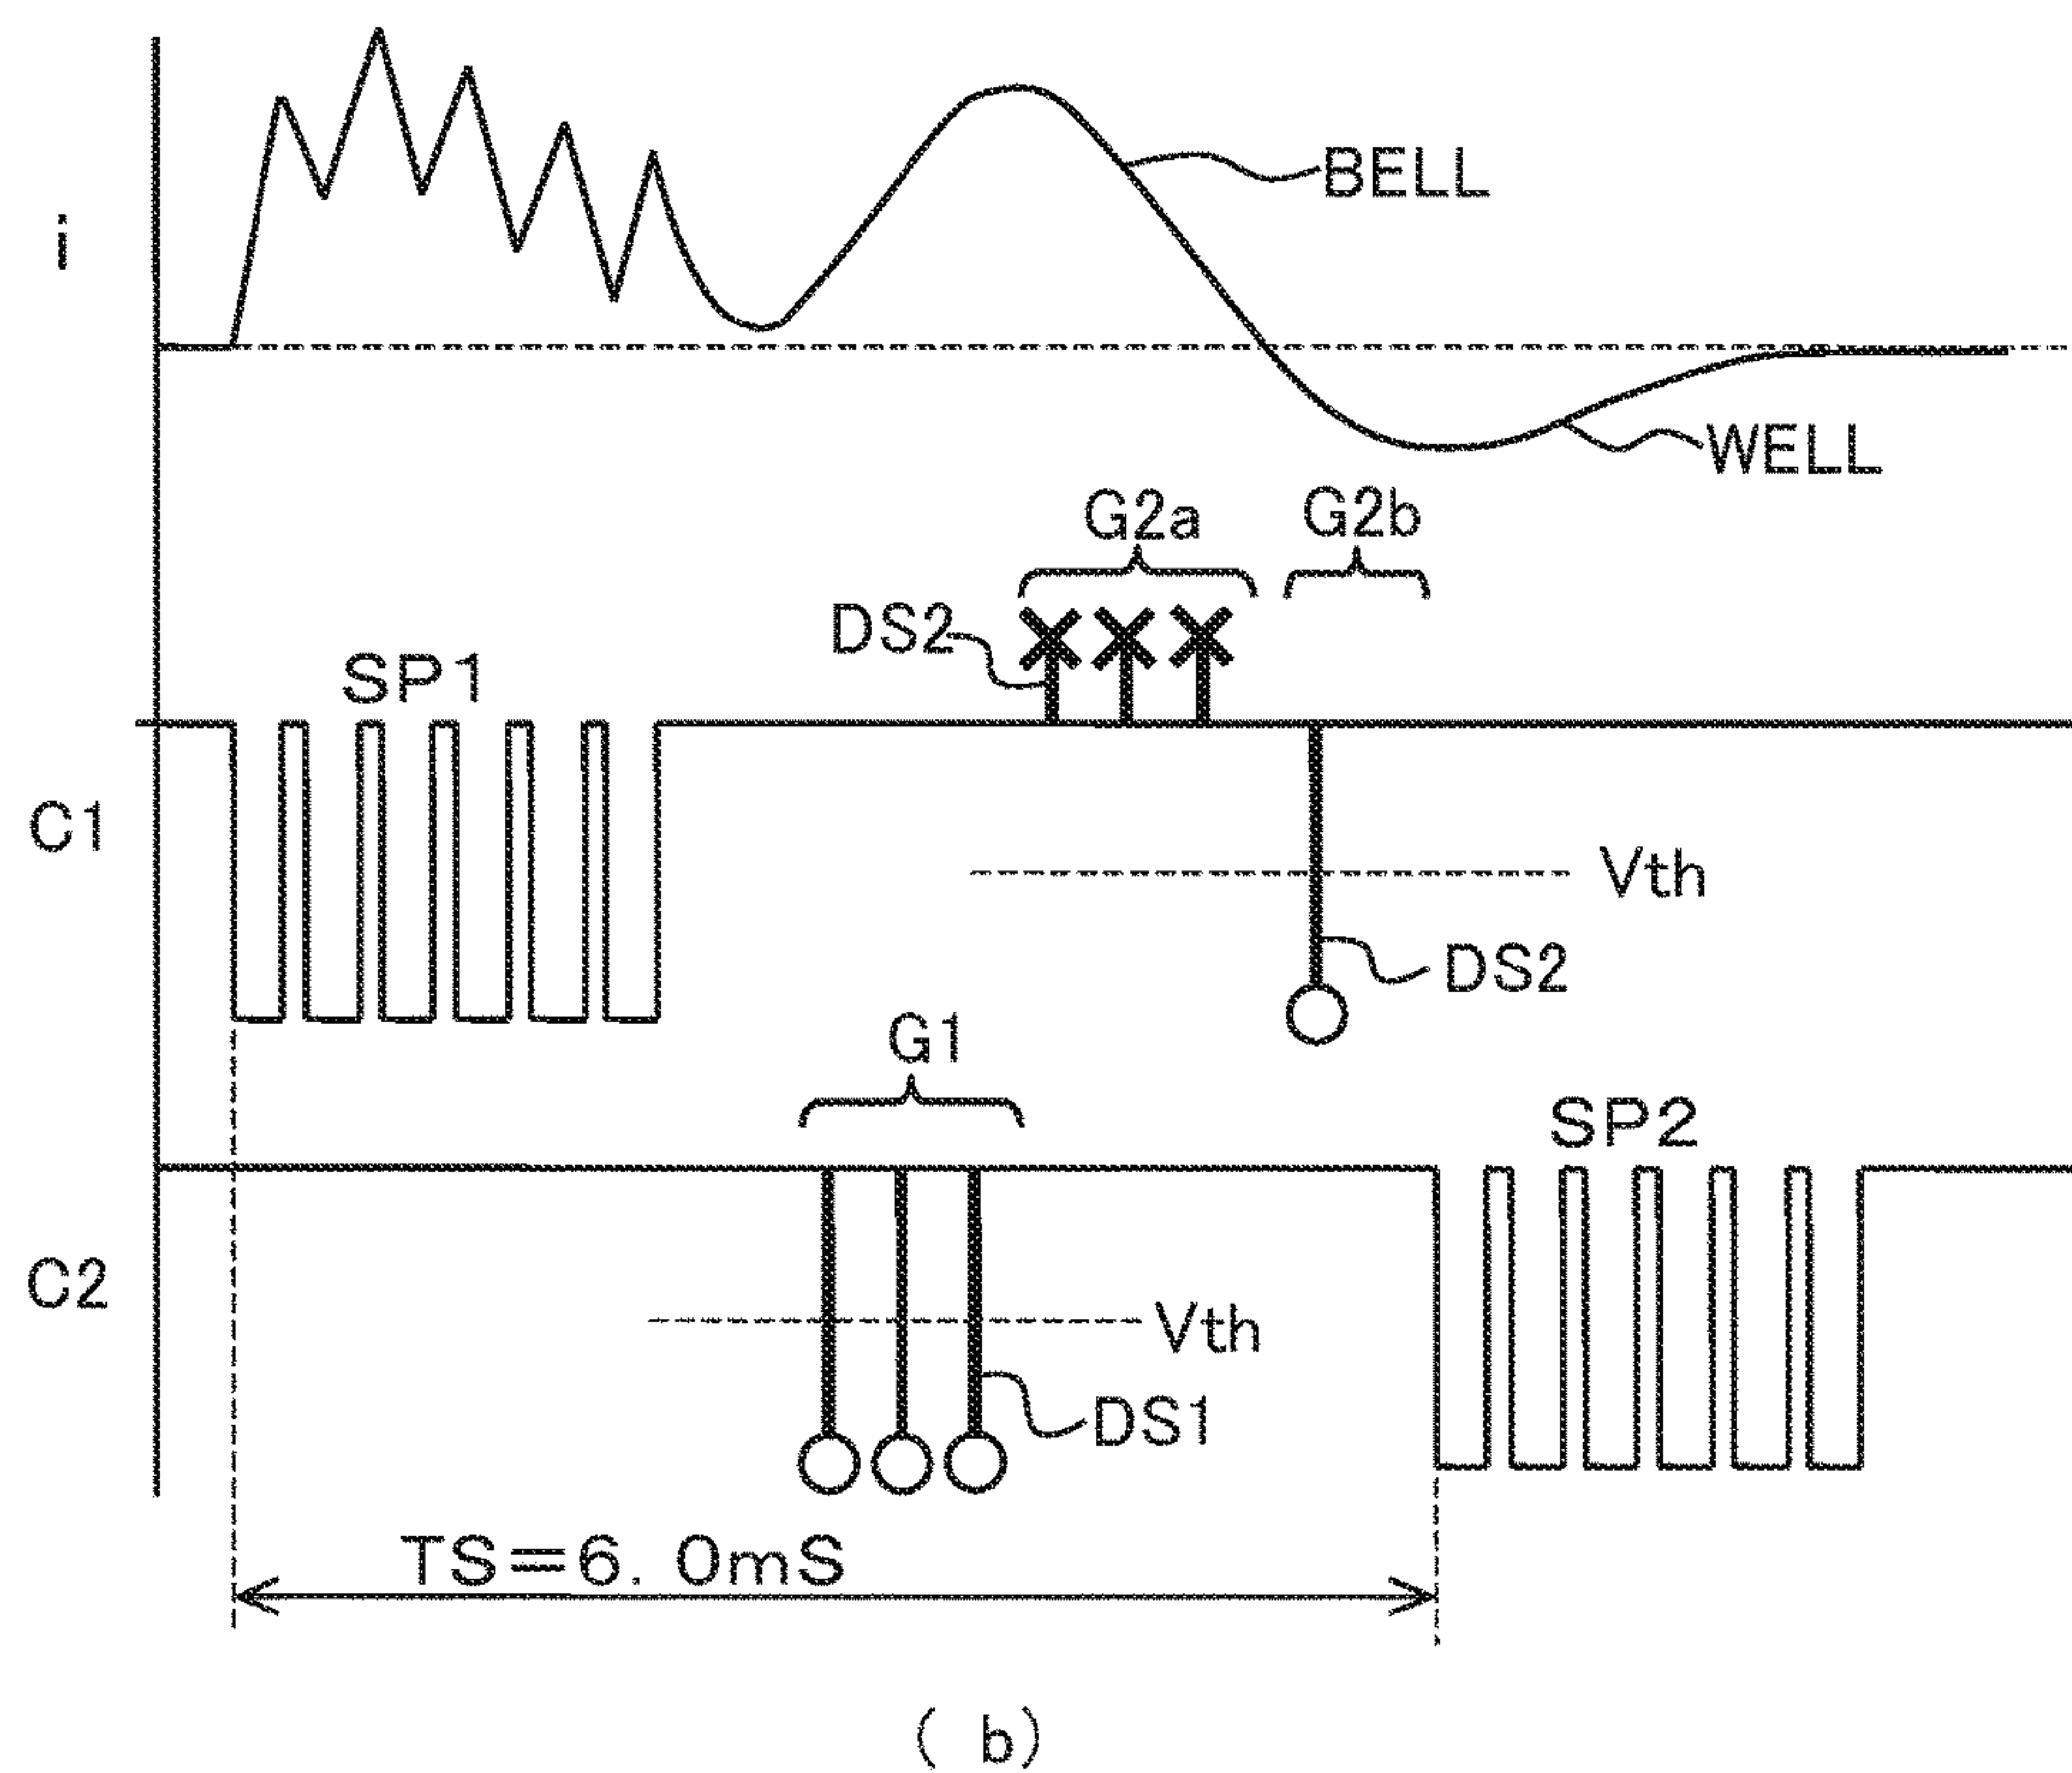 i
BELL
WELL
G2a
G2b
DS2
SP1
C1
Vth
DS2
G1
SP2
C2
Vth
DS1
TS=6. 0mS
( b)